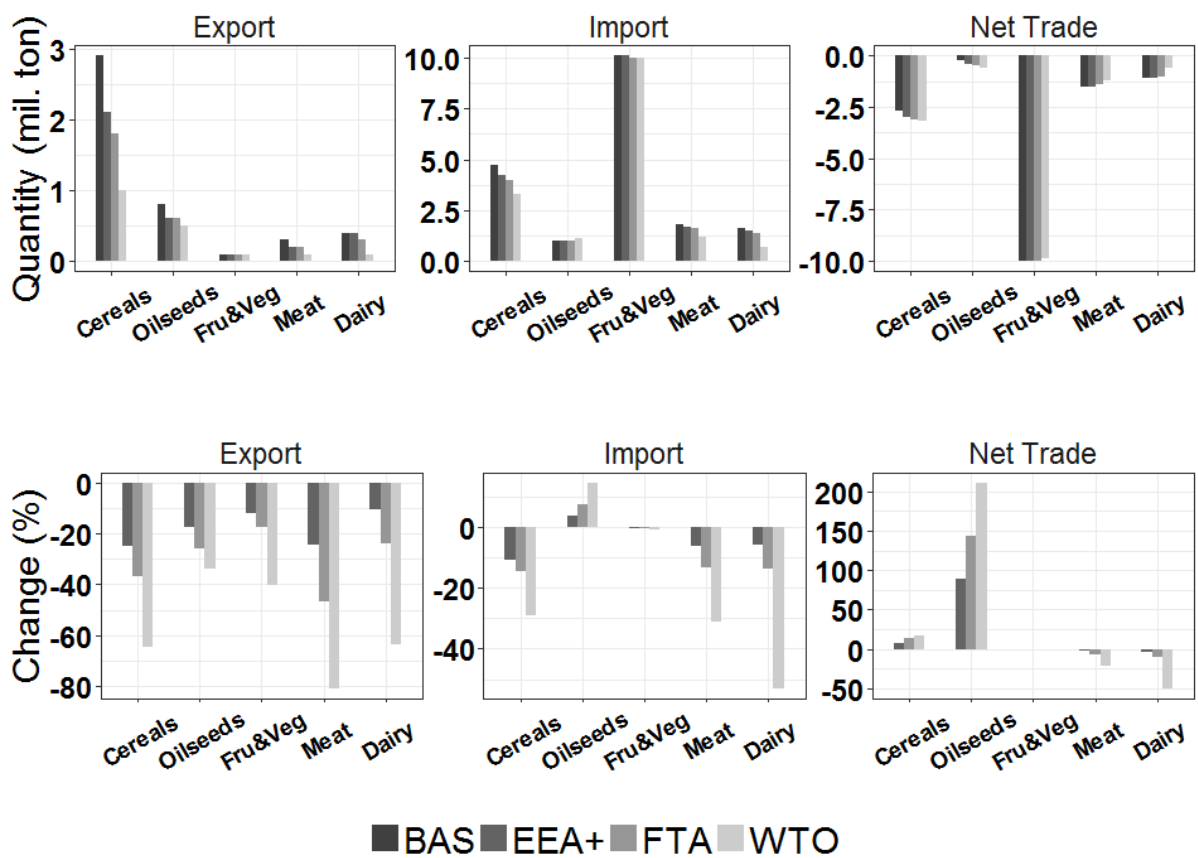 Export Import Net Trade
Quantity (mil. ton)
3 10.0 0.0
2 7.5 -2.5
1 5.0 -5.0
0 2.5 -7.5
0.0 -10.0
Cereals Oilseeds Fru&Veg Meat Dairy Cereals Oilseeds Fru&Veg Meat Dairy Cereals Oilseeds Fru&Veg Meat Dairy
Export Import Net Trade
Change (%)
0 0 200
-20 -20 150
-40 -40 100
-60 50
-80 0
-50
Cereals Oilseeds Fru&Veg Meat Dairy Cereals Oilseeds Fru&Veg Meat Dairy Cereals Oilseeds Fru&Veg Meat Dairy
BAS EEA+ FTA WTO